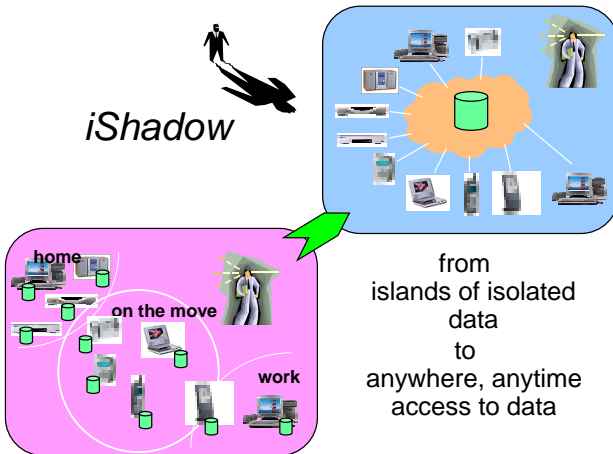 iShadow
home
on the move
work
from
islands of isolated
data
to
anywhere, anytime
access to data